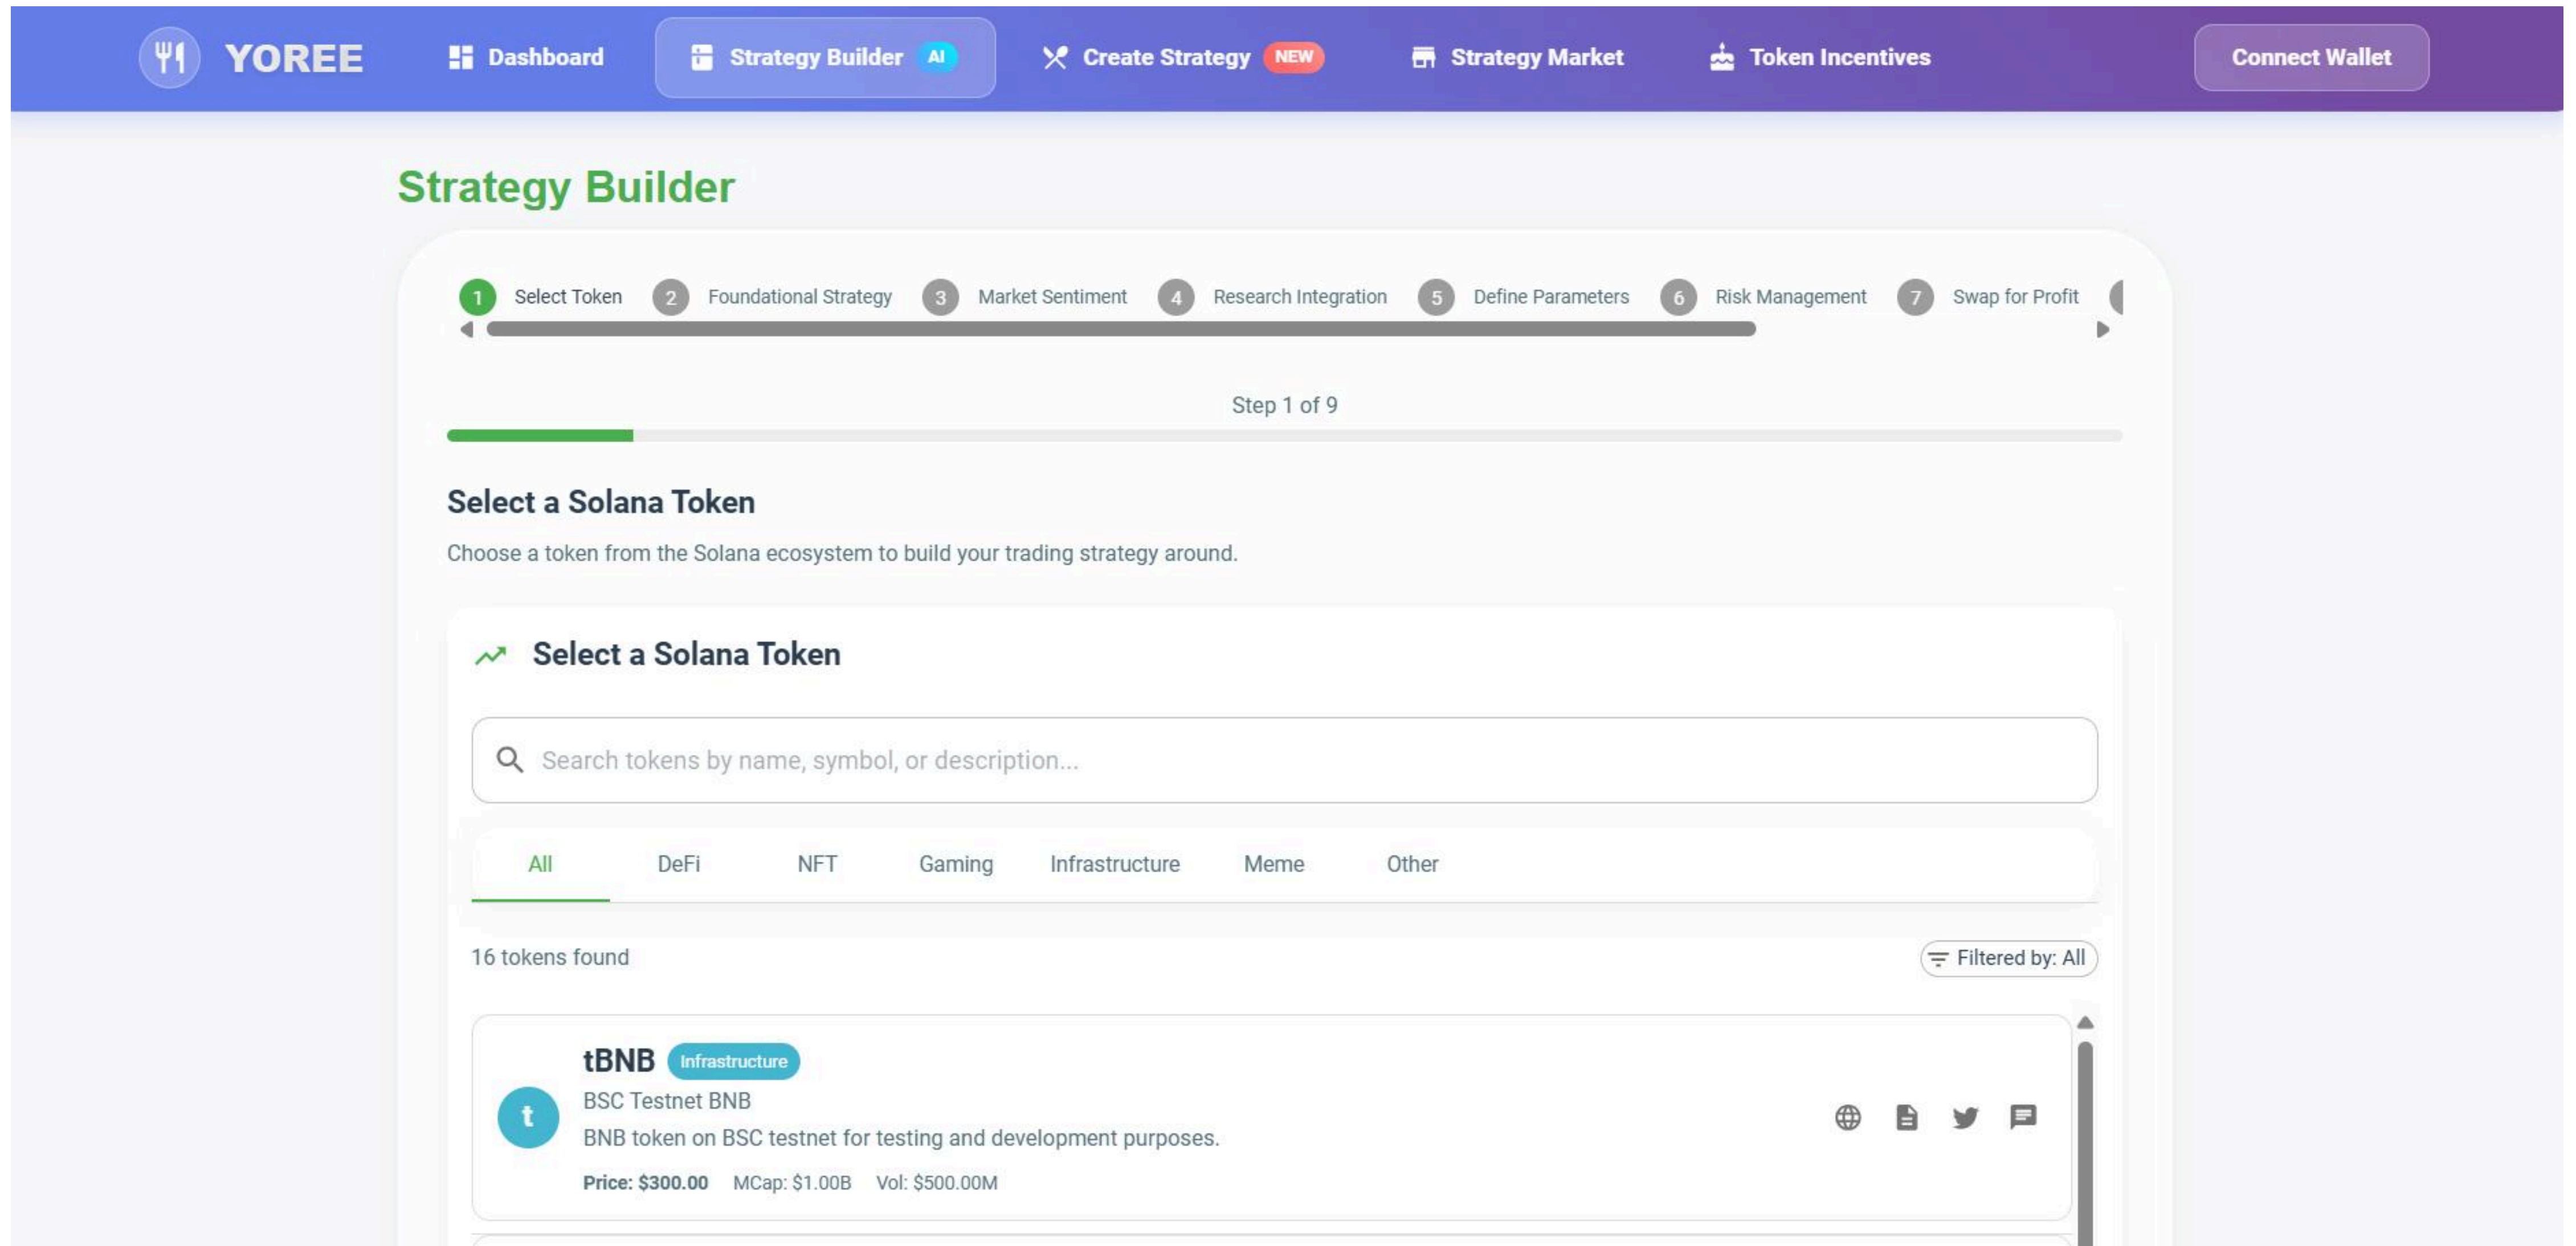 YOREE Dashboard Strategy Builder AI Create Strategy NEW Strategy Market Token Incentives Connect Wallet
Strategy Builder
1 Select Token 2 Foundational Strategy 3 Market Sentiment 4 Research Integration 5 Define Parameters 6 Risk Management 7 Swap for Profit
Step 1 of 9
Select a Solana Token
Choose a token from the Solana ecosystem to build your trading strategy around.
Select a Solana Token
Search tokens by name, symbol, or description...
All DeFi NFT Gaming Infrastructure Meme Other
16 tokens found Filtered by: All
tBNB Infrastructure
t
BSC Testnet BNB
BNB token on BSC testnet for testing and development purposes.
Price: $300.00 MCap: $1.00B Vol: $500.00M